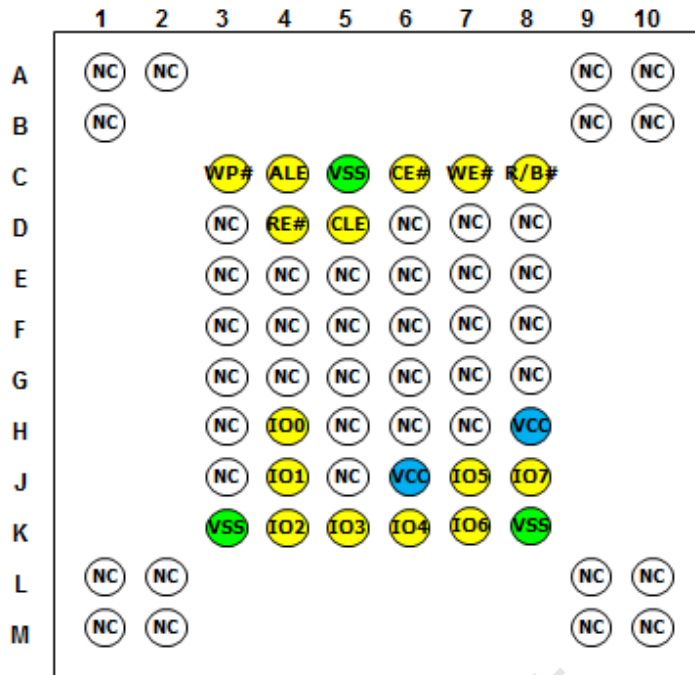 1 2 3 4 5 6 7 8 9 10
A NC NC NC NC
B NC NC NC
C WP# ALE VSS CE# WE# R/B#
D NC RE# CLE NC NC NC
E NC NC NC NC NC NC
F NC NC NC NC NC NC
G NC NC NC NC NC NC
H NC IO0 NC NC NC VCC
J NC IO1 NC VCC IO5 IO7
K VSS IO2 IO3 IO4 IO6 VSS
L NC NC NC NC
M NC NC NC NC